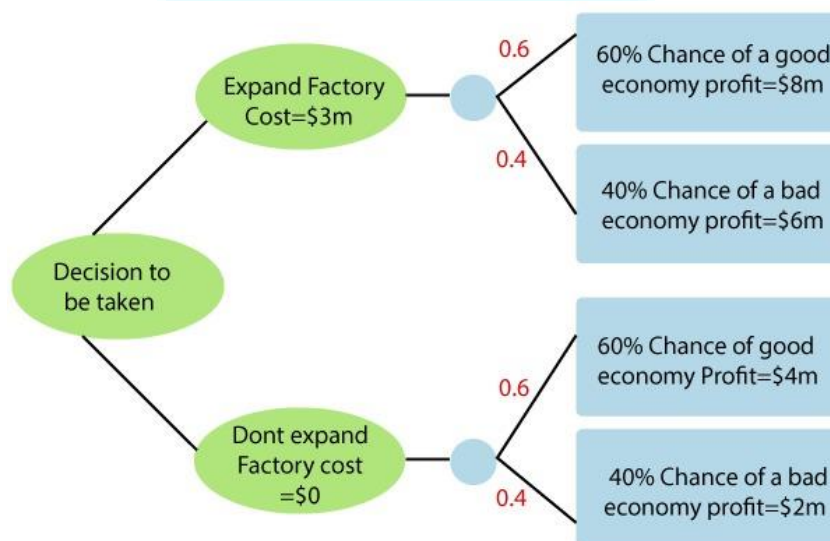 0.6
60% Chance of a good
economy profit=$8m
Expand Factory
Cost=$3m
0.4
40% Chance of a bad
economy profit=$6m
Decision to
be taken
0.6
60% Chance of good
economy Profit=$4m
Dont expand
Factory cost
=$0
0.4
40% Chance of a bad
economy profit=$2m